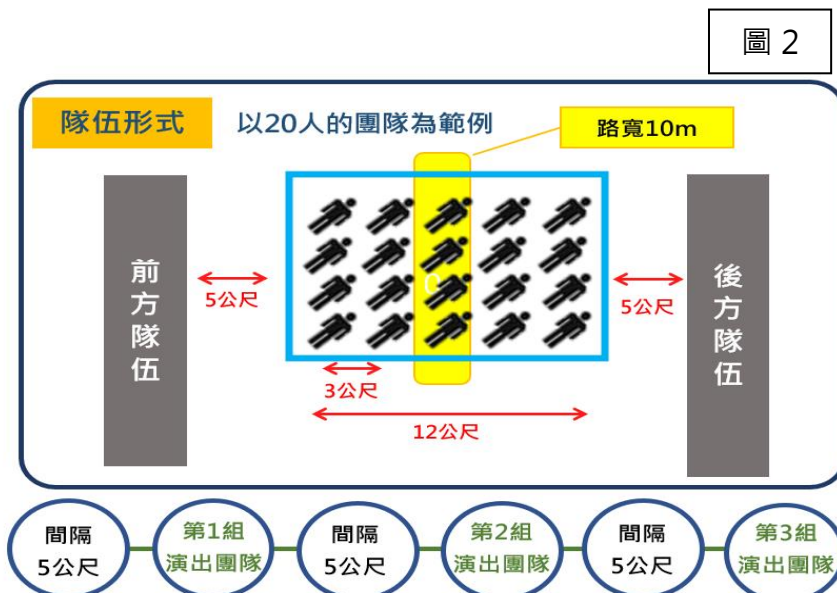 圖 2
隊伍形式
以20人的團隊為範例
路寬10m
前方隊伍
5公尺
0
5公尺
後方隊伍
3公尺
12公尺
間隔
5公尺
第1組
演出團隊
間隔
5公尺
第2組
演出團隊
間隔
5公尺
第3組
演出團隊